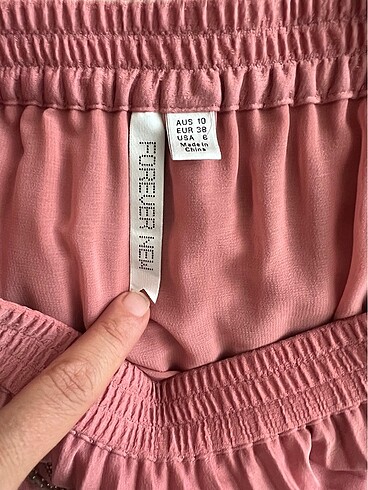 FOREVER NEW
AUS 10
EUR 38
USA 6
Made in
China